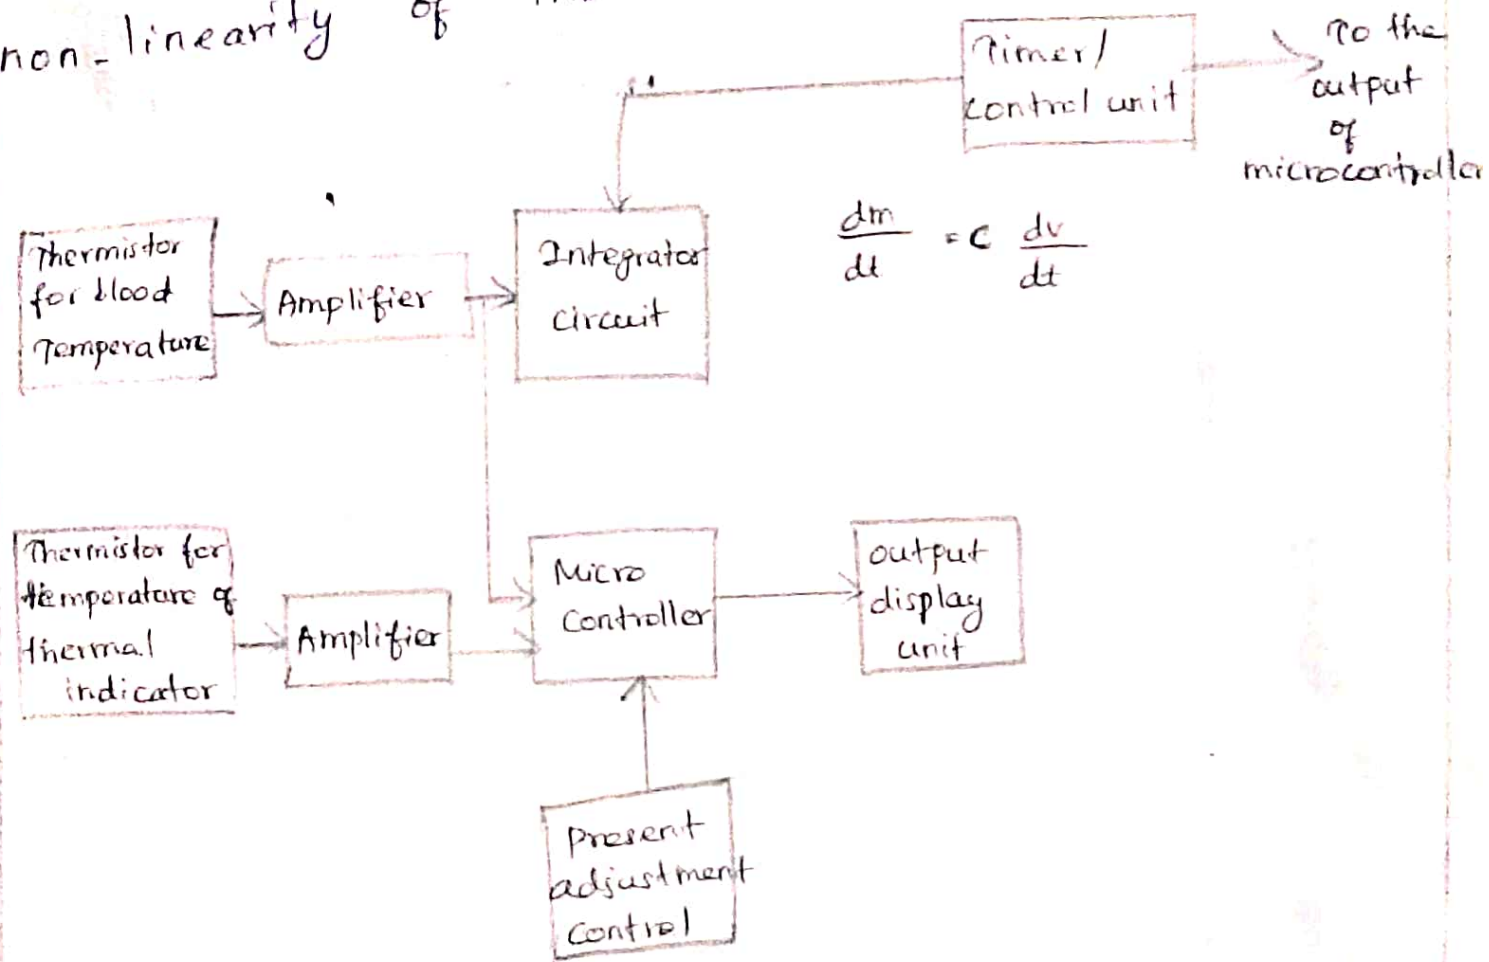 non-linearity of
Timer/
control unit
To the
output
of
microcontroller
Thermistor
for blood
Temperature
Amplifier
Integrator
circuit
dm/dt = C dv/dt
Thermistor for
temperature of
thermal
indicator
Amplifier
Micro
Controller
output
display
unit
Present
adjustment
control